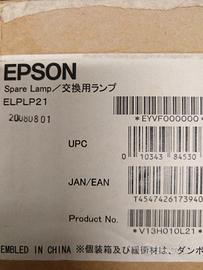 EPSON
Spare Lamp/交換用ランプ
ELPLP21
20080801
*EYVF000000*
UPC
0 10343 84530
JAN/EAN
T4547426173940
Product No.
*V13H010L21*
EMBLED IN CHINA ※個装箱及び緩衝材は、ダンボ